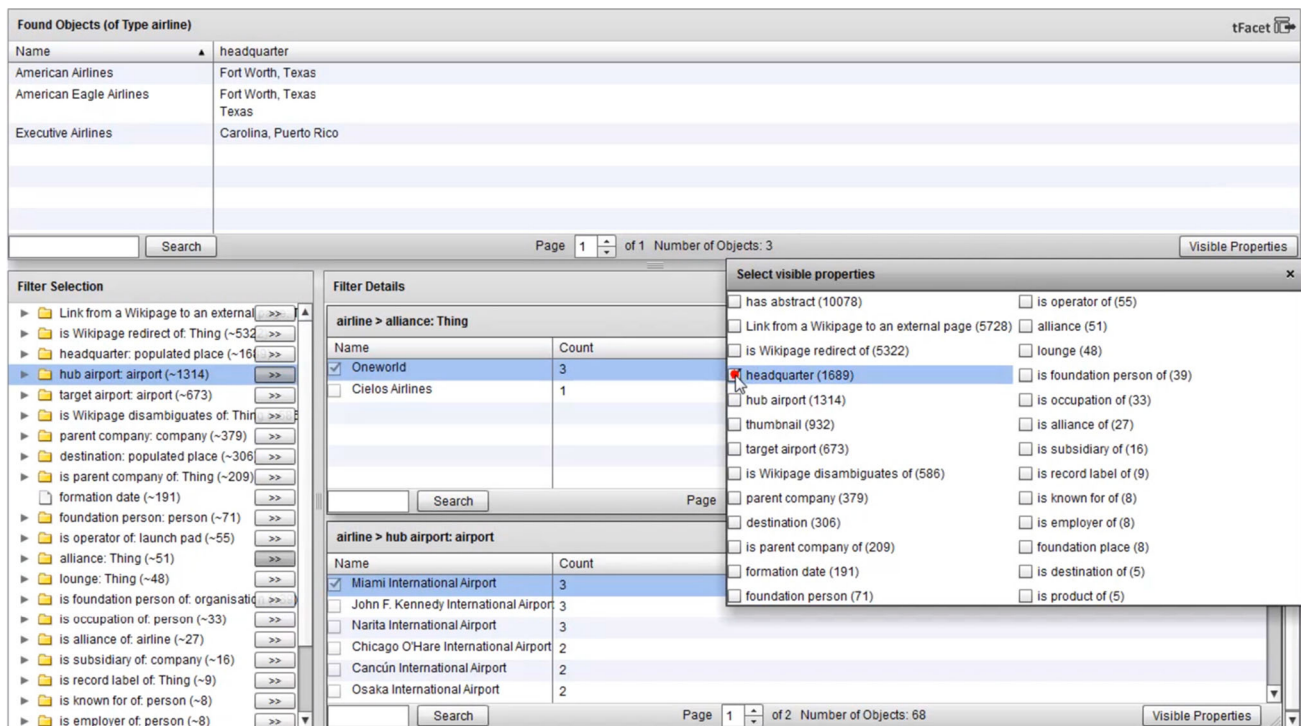 Found Objects (of Type airline)
tFacet
Name headquarter
American Airlines Fort Worth, Texas
American Eagle Airlines Fort Worth, Texas
Texas
Executive Airlines Carolina, Puerto Rico
Search Page 1 of 1 Number of Objects: 3 Visible Properties
Filter Selection
Link from a Wikipage to an external >>
is Wikipage redirect of: Thing (~532 >>
headquarter: populated place (~168 >>
hub airport: airport (~1314) >>
target airport: airport (~673) >>
is Wikipage disambiguates of: Thin >>
parent company: company (~379) >>
destination: populated place (~306 >>
is parent company of: Thing (~209) >>
formation date (~191) >>
foundation person: person (~71) >>
is operator of: launch pad (~55) >>
alliance: Thing (~51) >>
lounge: Thing (~48) >>
is foundation person of: organisatio >>
is occupation of: person (~33) >>
is alliance of: airline (~27) >>
is subsidiary of: company (~16) >>
is record label of: Thing (~9) >>
is known for of: person (~8) >>
is employer of: person (~8) >>
Filter Details
airline > alliance: Thing
Name Count
Oneworld 3
Cielos Airlines 1
Search Page
airline > hub airport: airport
Name Count
Miami International Airport 3
John F. Kennedy International Airport 3
Narita International Airport 3
Chicago O'Hare International Airport 2
Cancún International Airport 2
Osaka International Airport 2
Search Page 1 of 2 Number of Objects: 68 Visible Properties
Select visible properties ×
has abstract (10078)
Link from a Wikipage to an external page (5728)
is Wikipage redirect of (5322)
headquarter (1689)
hub airport (1314)
thumbnail (932)
target airport (673)
is Wikipage disambiguates of (586)
parent company (379)
destination (306)
is parent company of (209)
formation date (191)
foundation person (71)
is operator of (55)
alliance (51)
lounge (48)
is foundation person of (39)
is occupation of (33)
is alliance of (27)
is subsidiary of (16)
is record label of (9)
is known for of (8)
is employer of (8)
foundation place (8)
is destination of (5)
is product of (5)